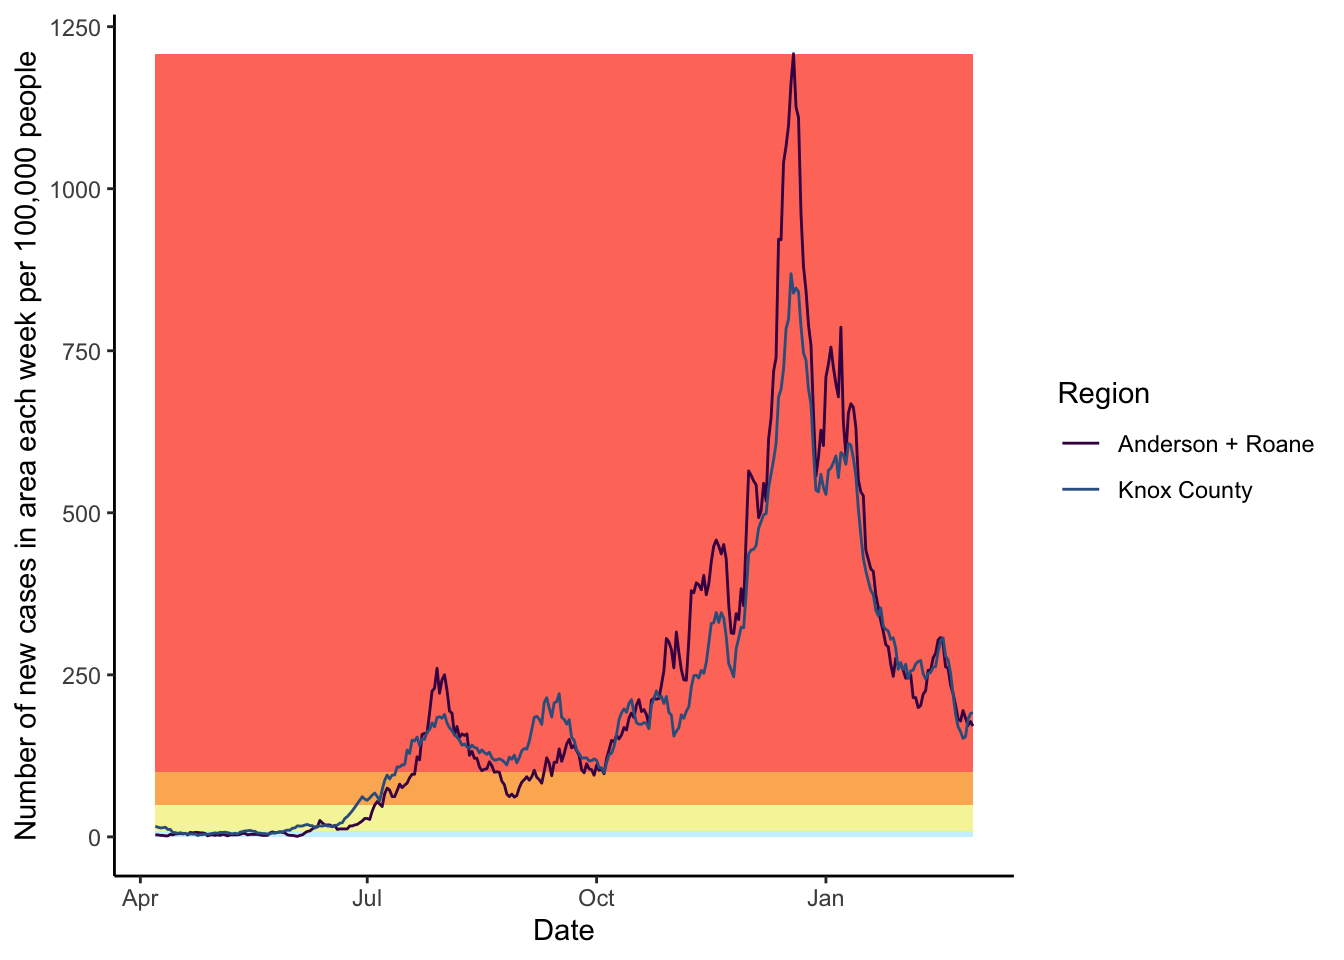 Number of new cases in area each week per 100,000 people
1250
1000
750
500
250
0
Apr
Jul
Oct
Jan
Date
Region
Anderson + Roane
Knox County